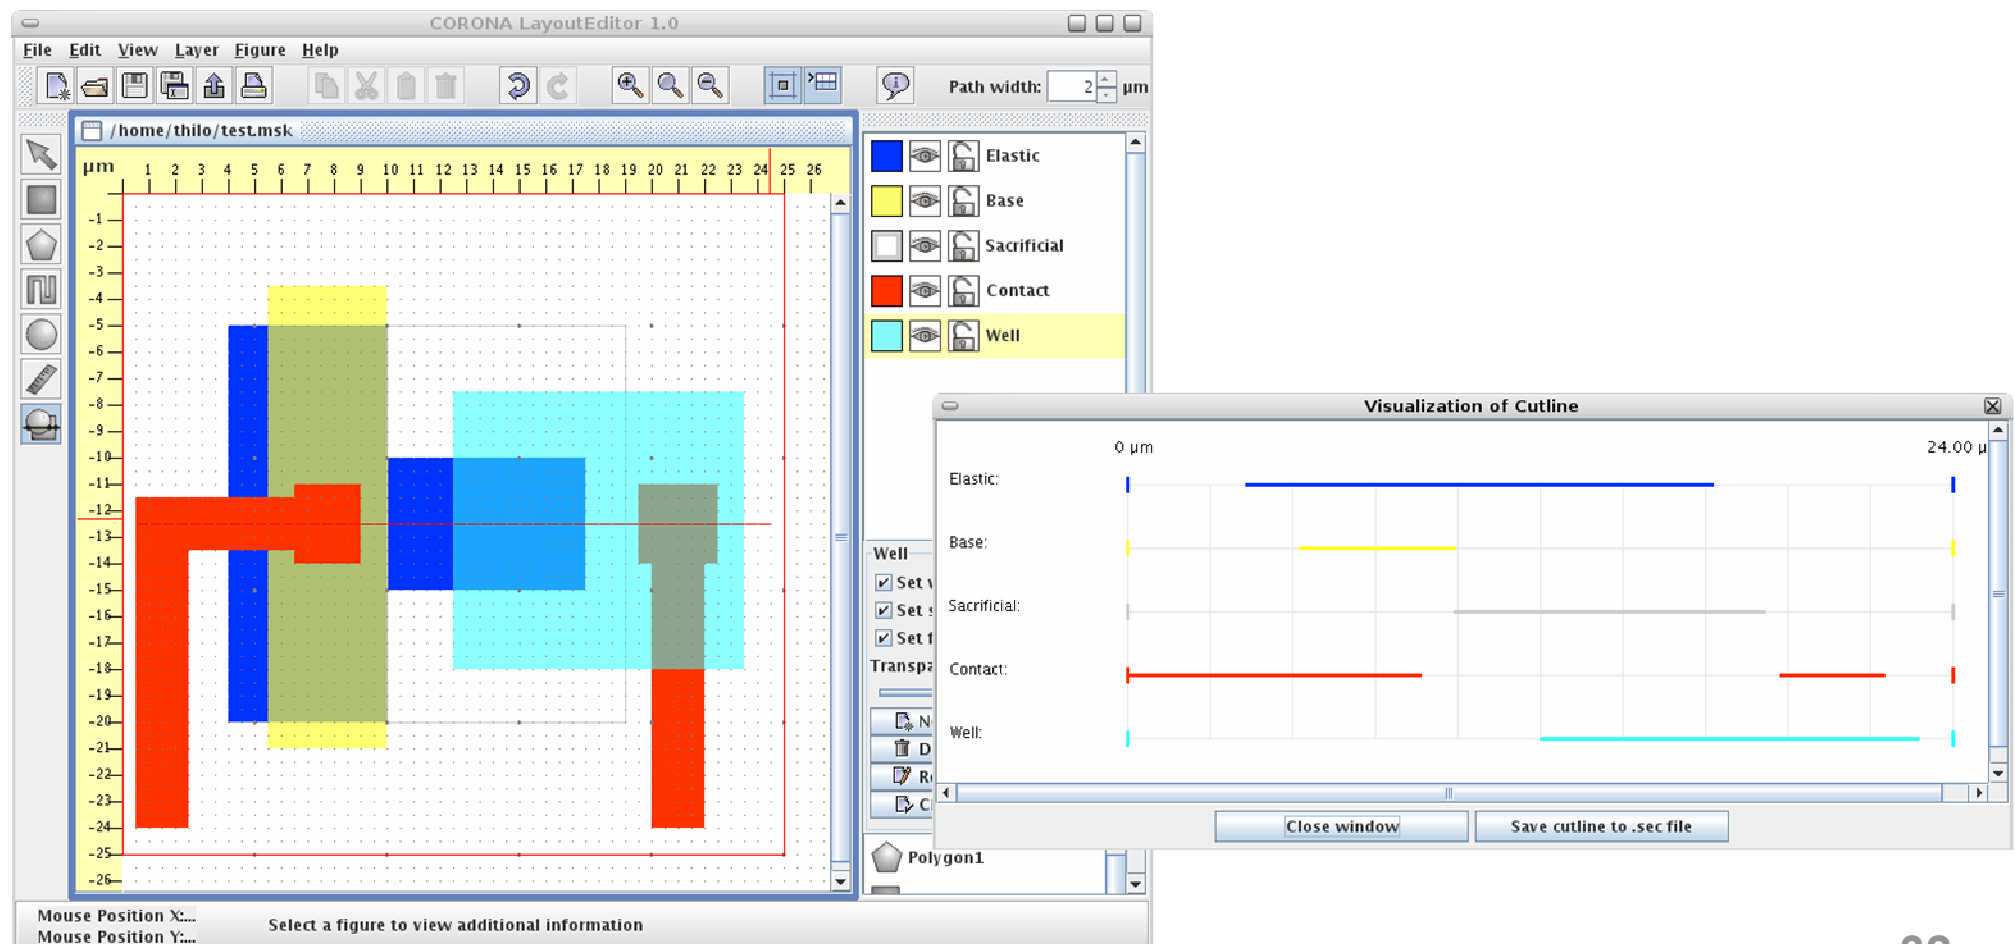 CORONA LayoutEditor 1.0
File Edit View Layer Figure Help
Path width: 2 µm
/home/thilo/test.msk
µm 1 2 3 4 5 6 7 8 9 10 11 12 13 14 15 16 17 18 19 20 21 22 23 24 25 26
-1
-2
-3
-4
-5
-6
-7
-8
-9
-10
-11
-12
-13
-14
-15
-16
-17
-18
-19
-20
-21
-22
-23
-24
-25
-26
Elastic
Base
Sacrificial
Contact
Well
Well
Set
Set
Set
Transpa
N
D
R
C
Polygon1
Visualization of Cutline
0 µm 24.00 µ
Elastic:
Base:
Sacrificial:
Contact:
Well:
Close window Save cutline to .sec file
Mouse Position X:...
Mouse Position Y:...
Select a figure to view additional information